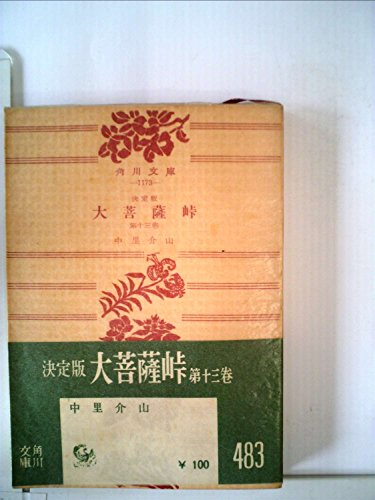 角川文庫
—1173—
決定版
大菩薩峠
第十三巻
中里介山
決定版 大菩薩峠 第十三巻
中里介山
角川文庫
¥100
483